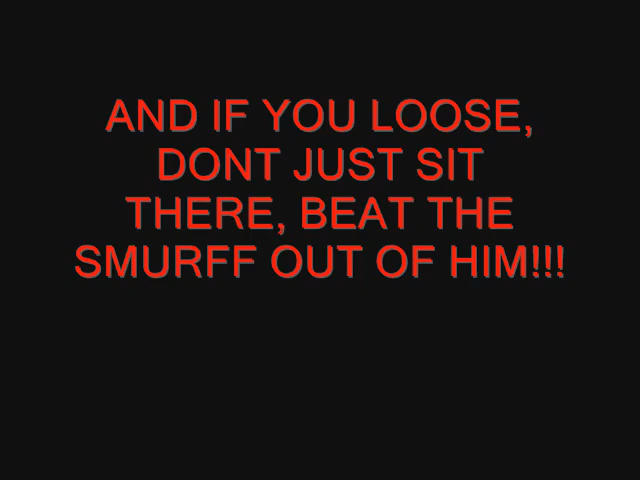 AND IF YOU LOOSE,
DONT JUST SIT
THERE, BEAT THE
SMURFF OUT OF HIM!!!